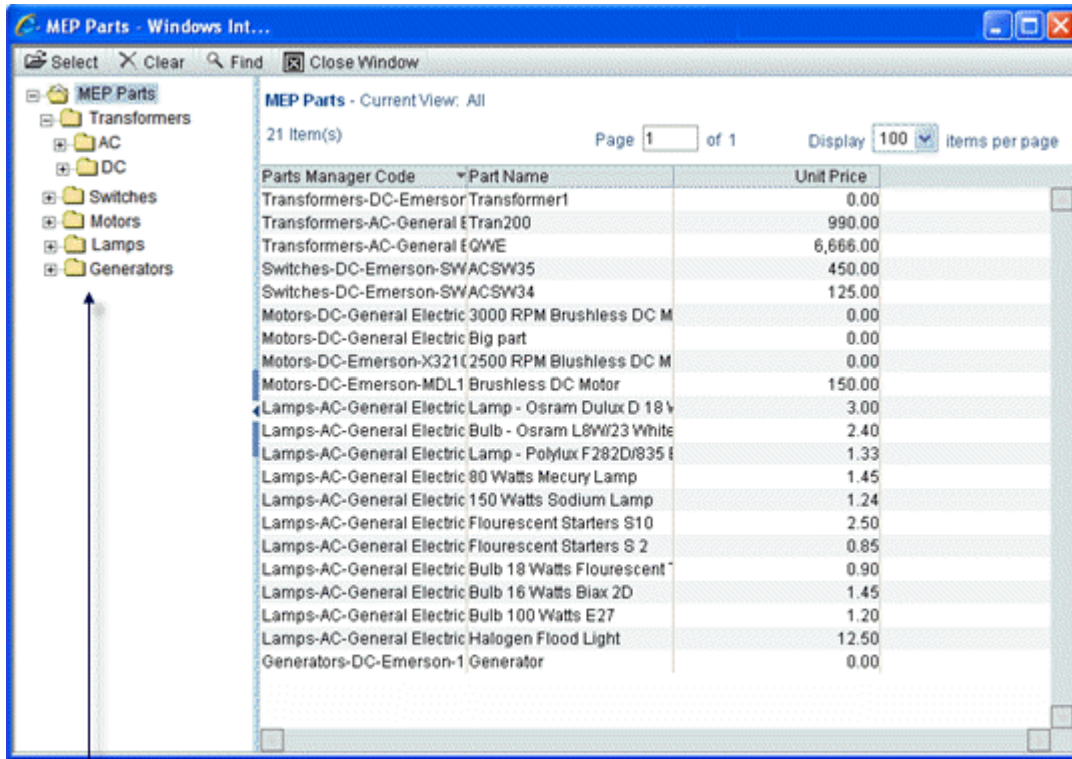 MEP Parts - Windows Int...
Select Clear Find Close Window
MEP Parts
Transformers
AC
DC
Switches
Motors
Lamps
Generators
MEP Parts - Current View: All
21 Item(s) Page 1 of 1 Display 100 items per page
Parts Manager Code Part Name Unit Price
Transformers-DC-Emerson Transformer1 0.00
Transformers-AC-General E Tran200 990.00
Transformers-AC-General E QWE 6,666.00
Switches-DC-Emerson-SW ACSW35 450.00
Switches-DC-Emerson-SW ACSW34 125.00
Motors-DC-General Electric 3000 RPM Brushless DC M 0.00
Motors-DC-General Electric Big part 0.00
Motors-DC-Emerson-X321( 2500 RPM Blushless DC M 0.00
Motors-DC-Emerson-MDL1 Brushless DC Motor 150.00
Lamps-AC-General Electric Lamp - Osram Dulux D 18 W 3.00
Lamps-AC-General Electric Bulb - Osram L8W/23 White 2.40
Lamps-AC-General Electric Lamp - Polylux F282D/835 E 1.33
Lamps-AC-General Electric 80 Watts Mecury Lamp 1.45
Lamps-AC-General Electric 150 Watts Sodium Lamp 1.24
Lamps-AC-General Electric Flourescent Starters S10 2.50
Lamps-AC-General Electric Flourescent Starters S 2 0.85
Lamps-AC-General Electric Bulb 18 Watts Flourescent T 0.90
Lamps-AC-General Electric Bulb 16 Watts Biax 2D 1.45
Lamps-AC-General Electric Bulb 100 Watts E27 1.20
Lamps-AC-General Electric Halogen Flood Light 12.50
Generators-DC-Emerson-1 Generator 0.00